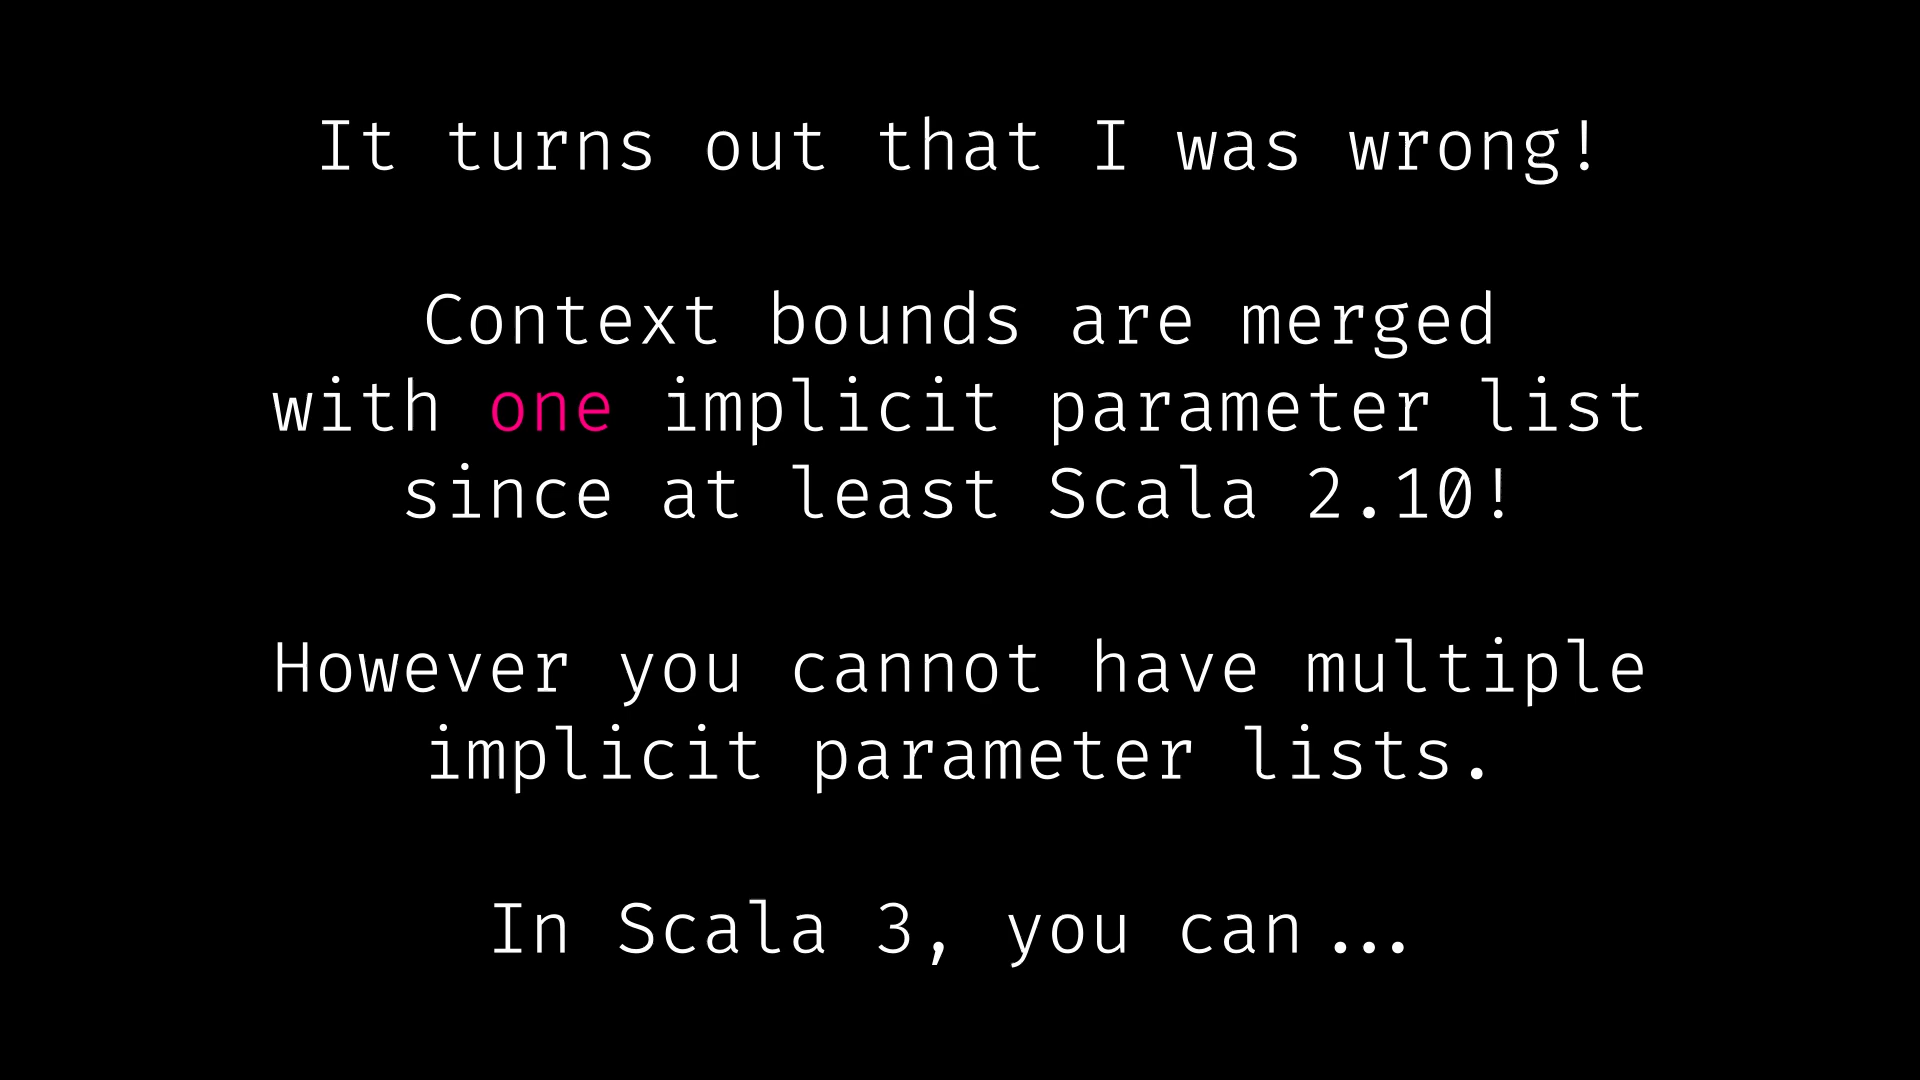 It turns out that I was wrong!
Context bounds are merged
with one implicit parameter list
since at least Scala 2.10!
However you cannot have multiple
implicit parameter lists.
In Scala 3, you can...